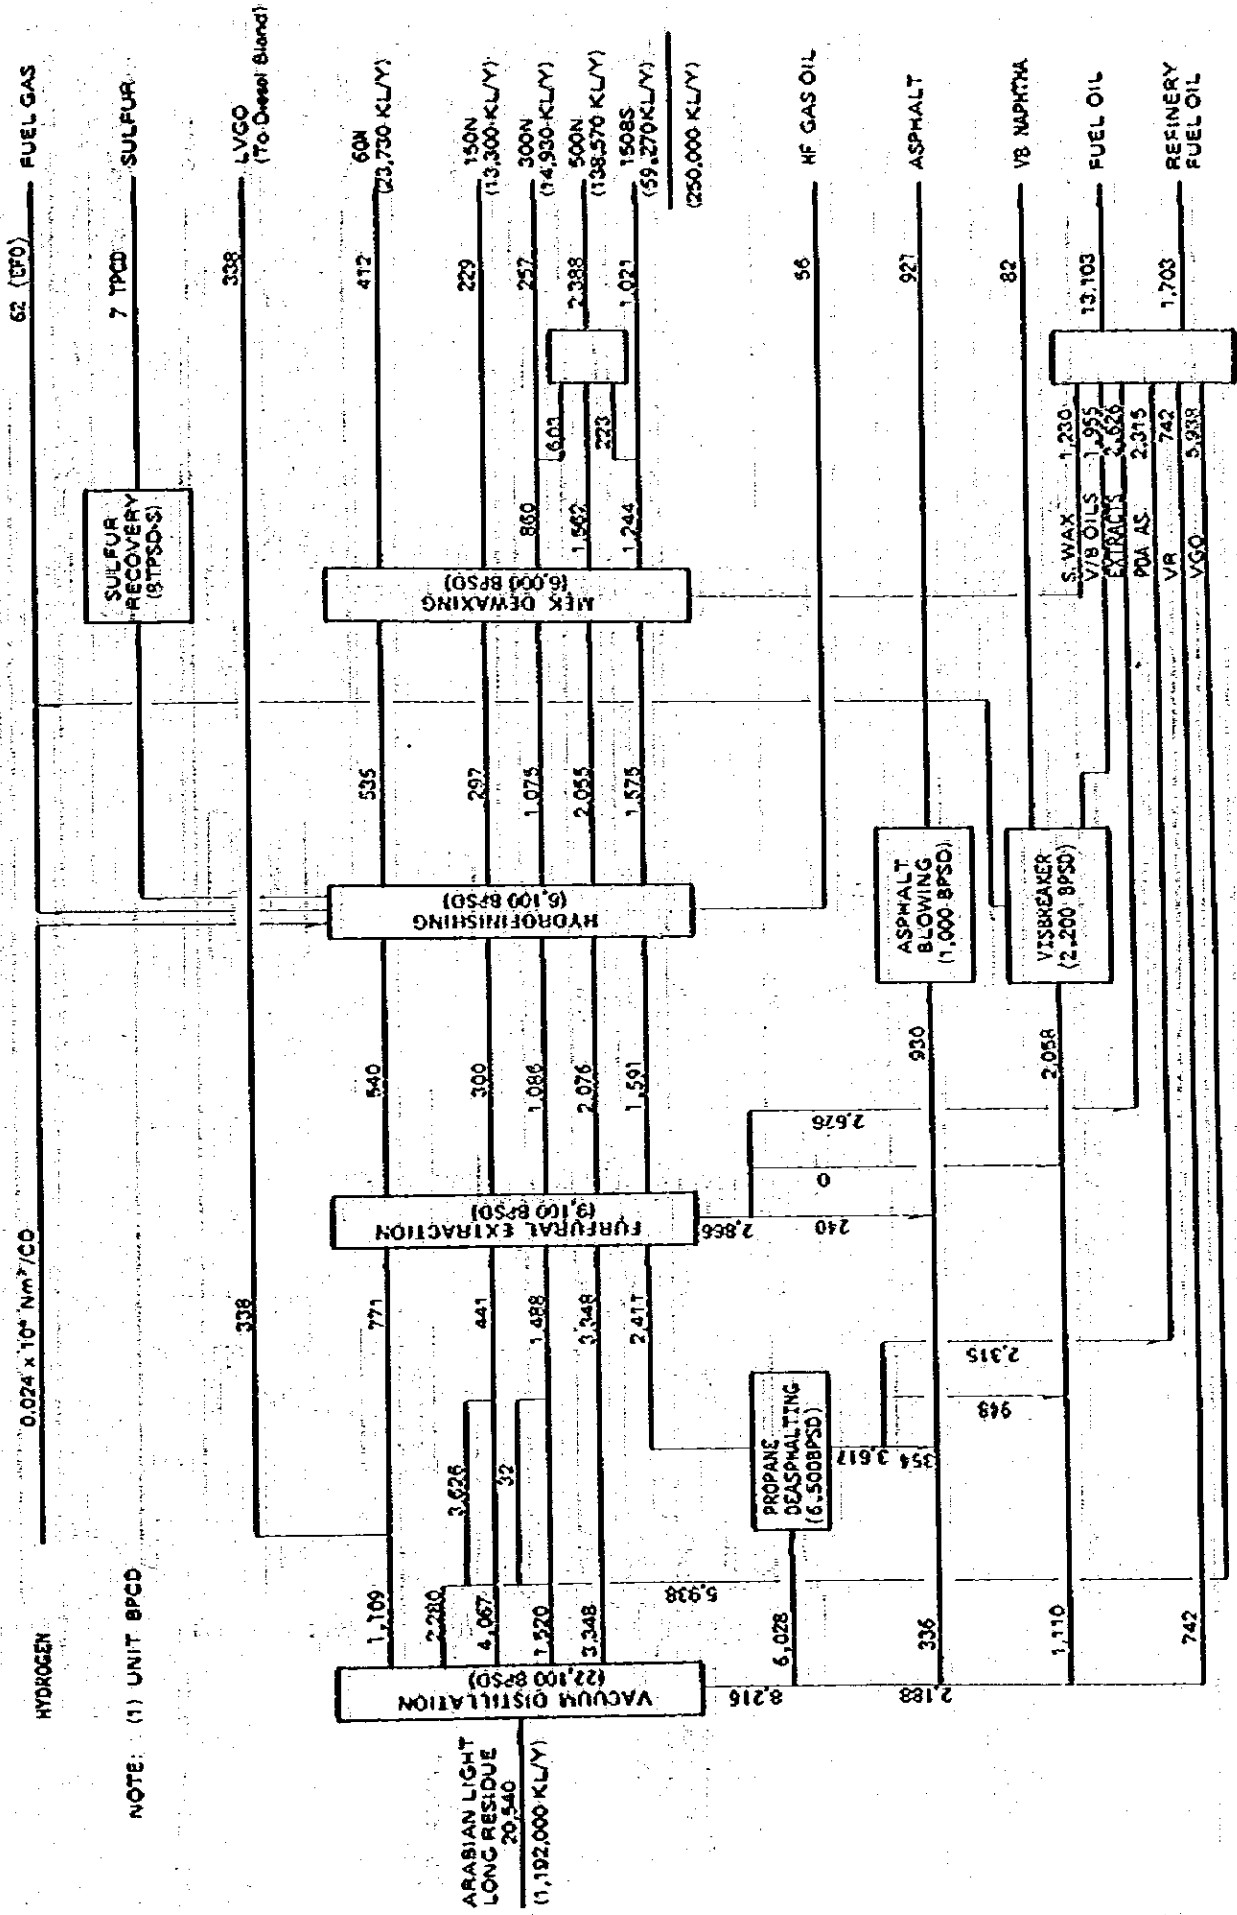 HYDROGEN
0.024 x 10⁶ Nm³/CD
NOTE: (1) UNIT BPCD
62 (EFO)
FUEL GAS
SULFUR
RECOVERY
(8 TPSD-S)
7 TPCD
SULFUR
338
338
LVGO
(To Diesel Blend)
ARABIAN LIGHT
LONG RESIDUE
20,540
(1,192,000 KL/Y)
VACUUM DISTILLATION
(22,100 BPSD)
1,109
2,280
4,067
1,520
3,348
3,626
32
5,938
771
441
1,488
3,348
2,411
FURFURAL EXTRACTION
(9,100 BPSD)
540
300
1,086
2,076
1,591
HYDROFINISHING
(6,100 BPSD)
535
297
1,075
2,055
1,575
MEK DEWAXING
(6,000 BPSD)
860
1,562
1,244
603
223
412
229
257
2,388
1,021
60N
(23,730 KL/Y)
150N
(13,300 KL/Y)
300N
(14,930 KL/Y)
500N
(138,570 KL/Y)
150BS
(59,270 KL/Y)
(250,000 KL/Y)
8,216
6,028
PROPANE
DEASPHALTING
(6,500BPSD)
3,617
354
948
2,315
2,866
240
0
2,626
56
HF GAS OIL
2,188
336
930
ASPHALT
BLOWING
(1,000 BPSD)
927
ASPHALT
1,110
2,058
VISBREAKER
(2,200 BPSD)
82
VB NAPHTHA
742
S. WAX 1,230
V/B OILS 1,955
EXTRACTS 2,626
PDA AS 2,315
VR 742
VGO 5,938
13,103
FUEL OIL
1,703
REFINERY
FUEL OIL